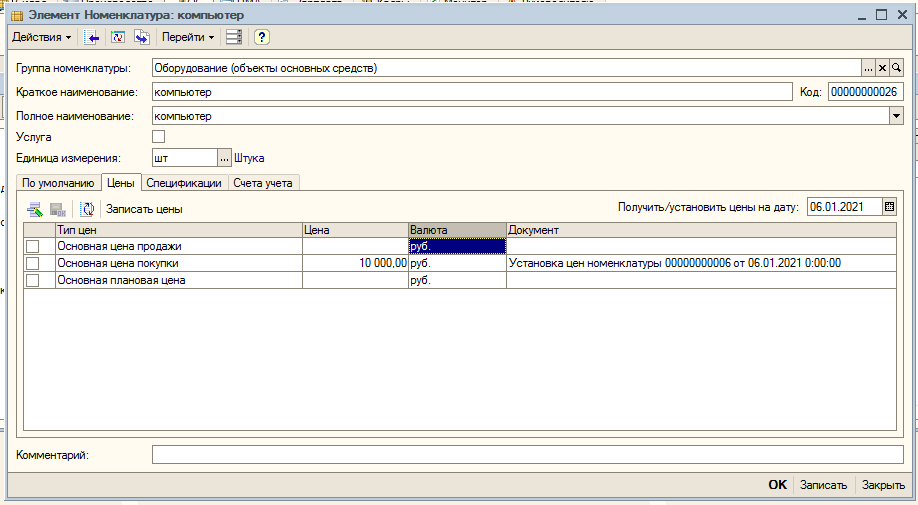 Элемент Номенклатура: компьютер
Действия Перейти
Группа номенклатуры: Оборудование (объекты основных средств)
Краткое наименование: компьютер Код: 00000000026
Полное наименование: компьютер
Услуга
Единица измерения: шт ... Штука
По умолчанию Цены Спецификации Счета учета
Записать цены Получить/установить цены на дату: 06.01.2021
Тип цен Цена Валюта Документ
Основная цена продажи руб.
Основная цена покупки 10 000,00 руб. Установка цен номенклатуры 00000000006 от 06.01.2021 0:00:00
Основная плановая цена руб.
Комментарий:
OK Записать Закрыть